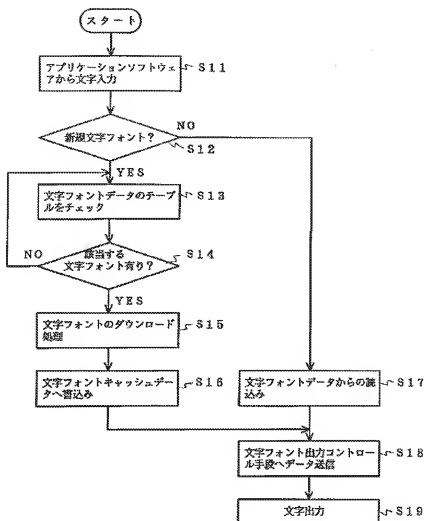 スタート
アプリケーションソフトウェ
アから文字入力
S11
新規文字フォント?
NO
S12
YES
文字フォントデータのテーブ
ルをチェック
S13
該当する
文字フォント有り?
S14
NO
YES
文字フォントのダウンロード
処理
S15
文字フォントキャッシュデー
タへ書込み
S16
文字フォントデータからの読
込み
S17
文字フォント出力コントロー
ル手段へデータ送信
S18
文字出力
S19